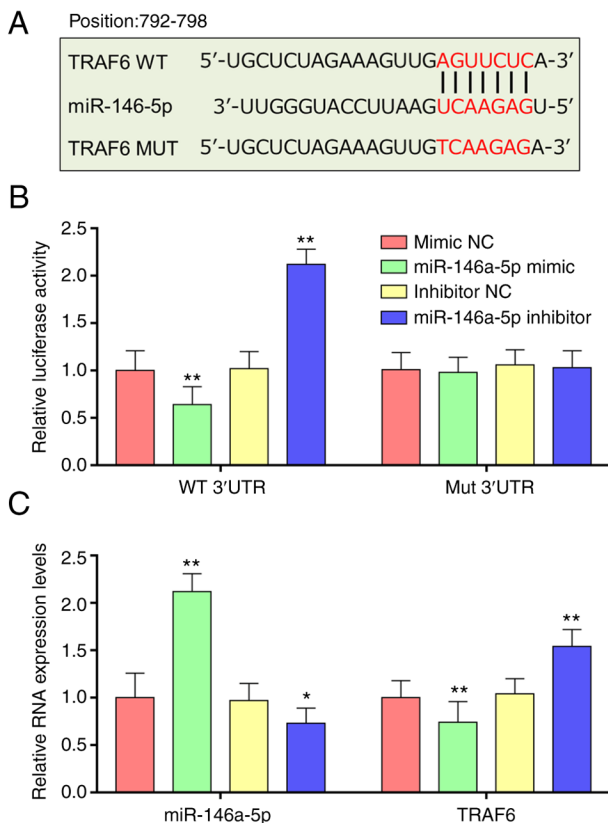 A
Position:792-798
TRAF6 WT 5′-UGCUCUAGAAAGUUGAGUUCUCA-3′
miR-146-5p 3′-UUGGGUACCUUAAGUCAAGAGU-5′
TRAF6 MUT 5′-UGCUCUAGAAAGUUGTCAAGAGA-3′
B
Relative luciferase activity
2.5
2.0
1.5
1.0
0.5
0.0
**
**
Mimic NC
miR-146a-5p mimic
Inhibitor NC
miR-146a-5p inhibitor
WT 3′UTR
Mut 3′UTR
C
Relative RNA expression levels
2.5
2.0
1.5
1.0
0.5
0.0
**
*
**
**
miR-146a-5p
TRAF6